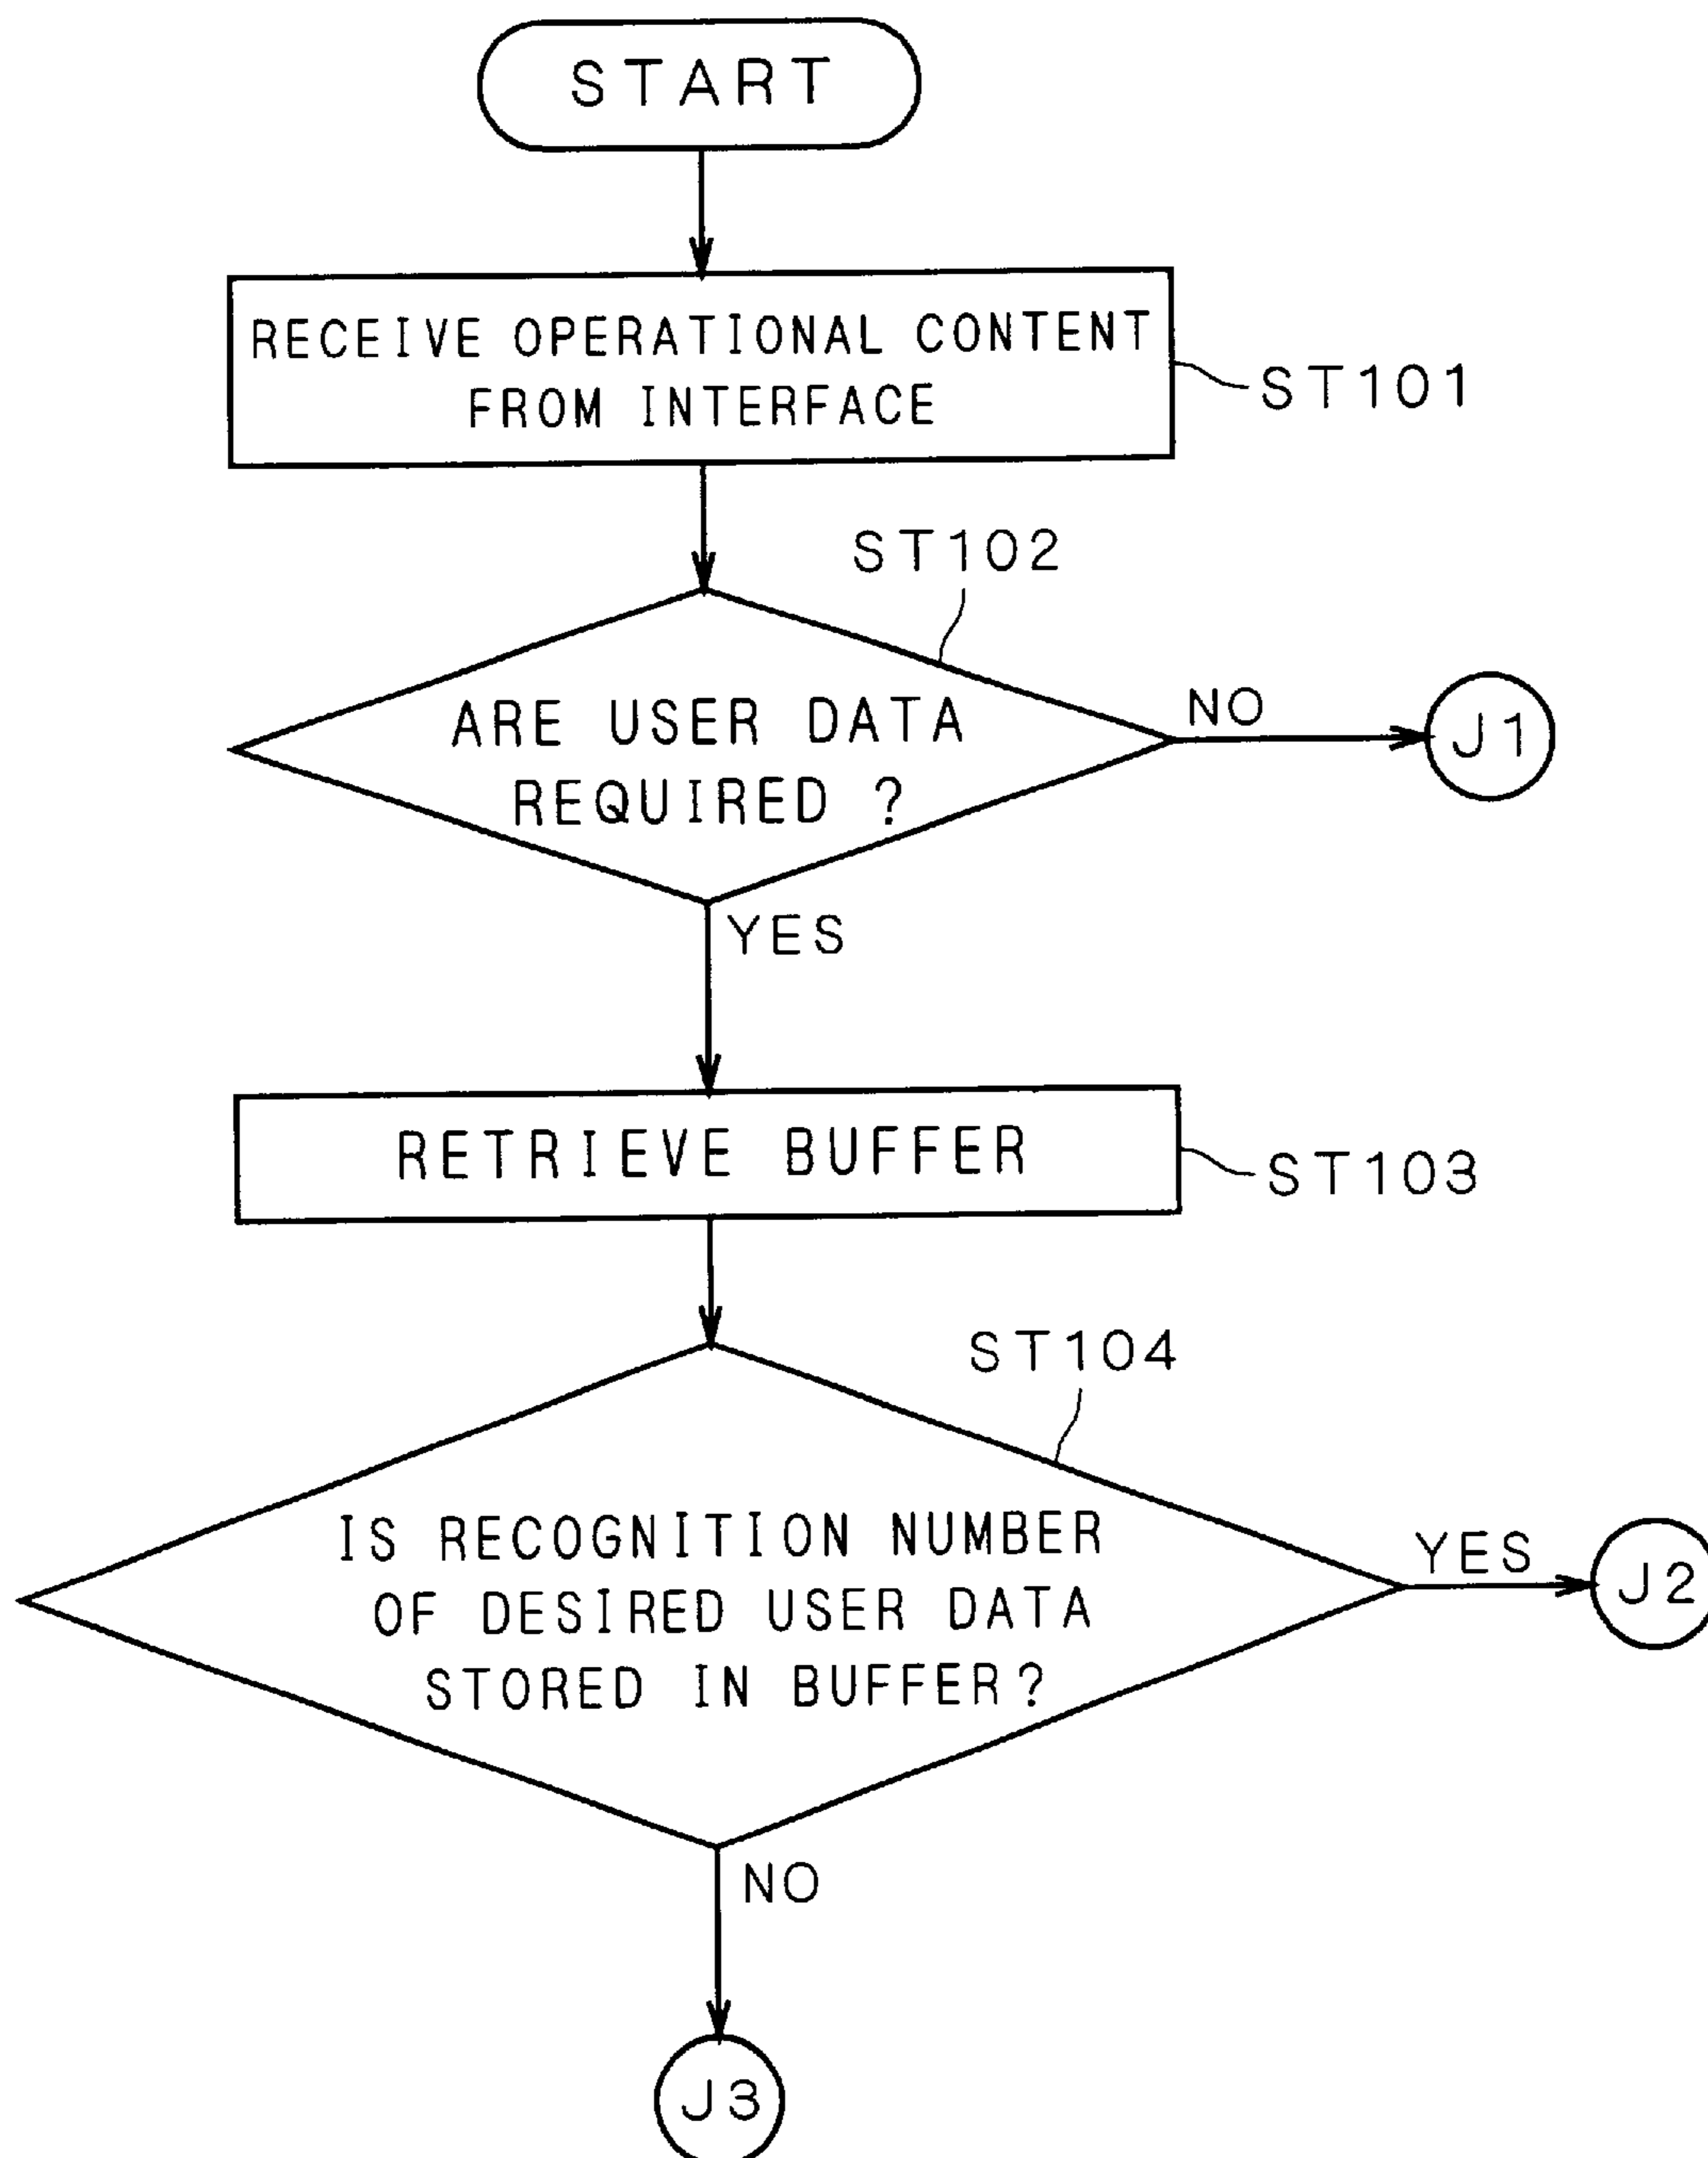 START
RECEIVE OPERATIONAL CONTENT
FROM INTERFACE
ST101
ST102
ARE USER DATA
REQUIRED ?
NO
J1
YES
RETRIEVE BUFFER
ST103
ST104
IS RECOGNITION NUMBER
OF DESIRED USER DATA
STORED IN BUFFER?
YES
J2
NO
J3